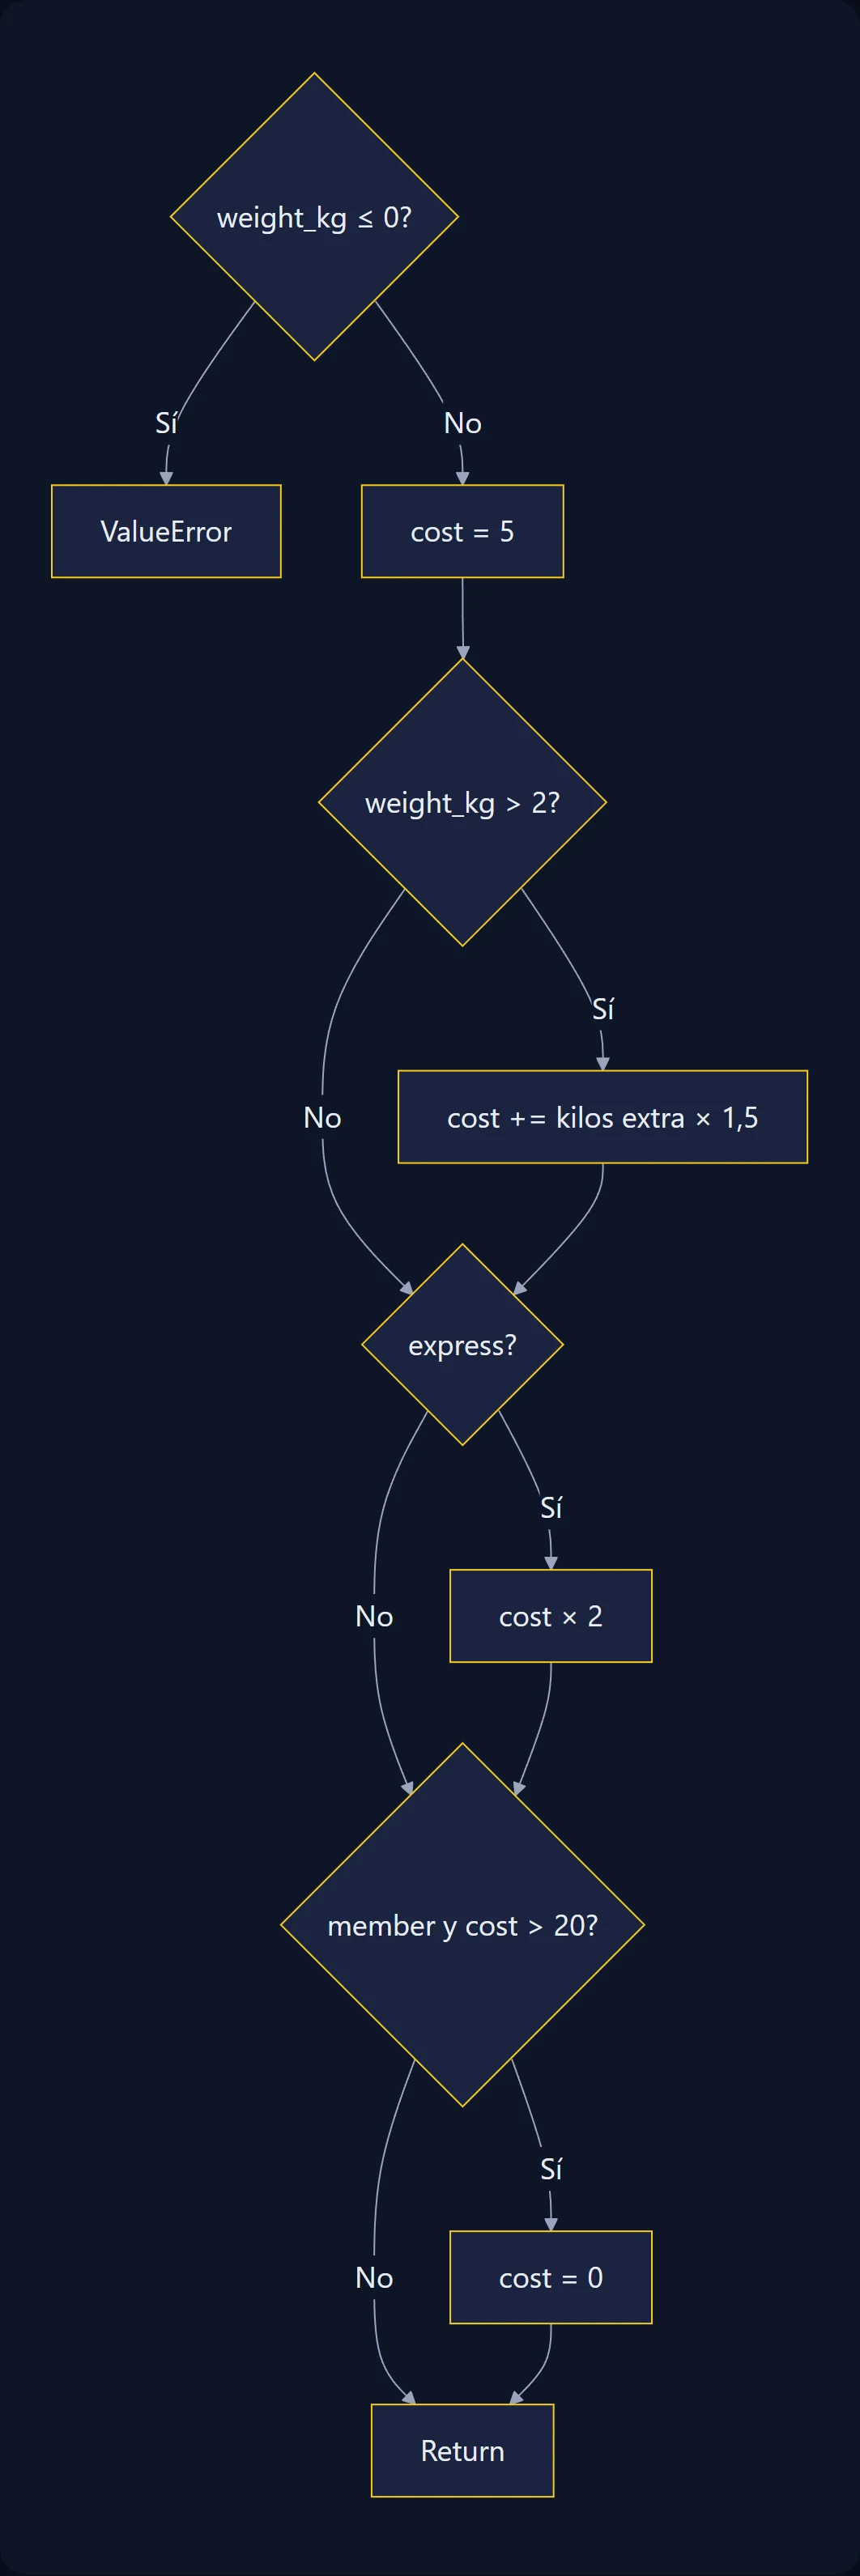 weight_kg ≤ 0?
Sí
No
ValueError
cost = 5
weight_kg > 2?
Sí
No
cost += kilos extra × 1,5
express?
Sí
No
cost × 2
member y cost > 20?
Sí
No
cost = 0
Return